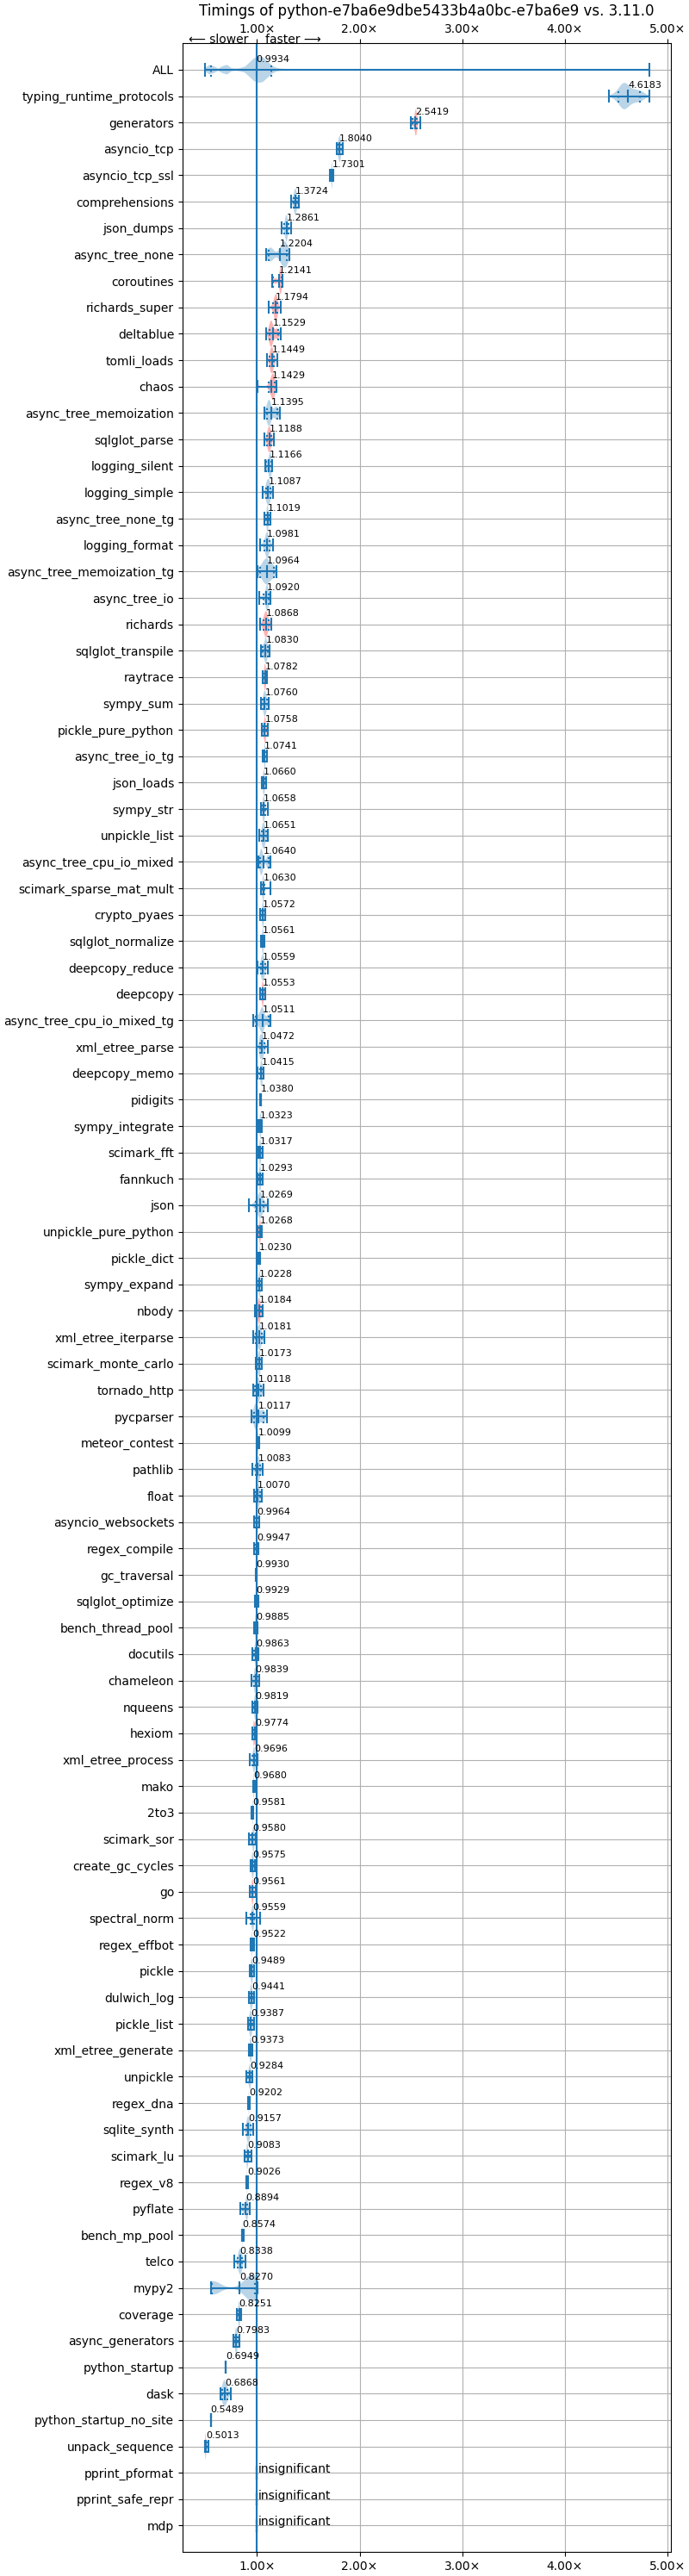 Timings of python-e7ba6e9dbe5433b4a0bc-e7ba6e9 vs. 3.11.0
1.00× 2.00× 3.00× 4.00× 5.00×
⟵ slower faster ⟶
ALL 0.9934
typing_runtime_protocols 4.6183
generators 2.5419
asyncio_tcp 1.8040
asyncio_tcp_ssl 1.7301
comprehensions 1.3724
json_dumps 1.2861
async_tree_none 1.2204
coroutines 1.2141
richards_super 1.1794
deltablue 1.1529
tomli_loads 1.1449
chaos 1.1429
async_tree_memoization 1.1395
sqlglot_parse 1.1188
logging_silent 1.1166
logging_simple 1.1087
async_tree_none_tg 1.1019
logging_format 1.0981
async_tree_memoization_tg 1.0964
async_tree_io 1.0920
richards 1.0868
sqlglot_transpile 1.0830
raytrace 1.0782
sympy_sum 1.0760
pickle_pure_python 1.0758
async_tree_io_tg 1.0741
json_loads 1.0660
sympy_str 1.0658
unpickle_list 1.0651
async_tree_cpu_io_mixed 1.0640
scimark_sparse_mat_mult 1.0630
crypto_pyaes 1.0572
sqlglot_normalize 1.0561
deepcopy_reduce 1.0559
deepcopy 1.0553
async_tree_cpu_io_mixed_tg 1.0511
xml_etree_parse 1.0472
deepcopy_memo 1.0415
pidigits 1.0380
sympy_integrate 1.0323
scimark_fft 1.0317
fannkuch 1.0293
json 1.0269
unpickle_pure_python 1.0268
pickle_dict 1.0230
sympy_expand 1.0228
nbody 1.0184
xml_etree_iterparse 1.0181
scimark_monte_carlo 1.0173
tornado_http 1.0118
pycparser 1.0117
meteor_contest 1.0099
pathlib 1.0083
float 1.0070
asyncio_websockets 0.9964
regex_compile 0.9947
gc_traversal 0.9930
sqlglot_optimize 0.9929
bench_thread_pool 0.9885
docutils 0.9863
chameleon 0.9839
nqueens 0.9819
hexiom 0.9774
xml_etree_process 0.9696
mako 0.9680
2to3 0.9581
scimark_sor 0.9580
create_gc_cycles 0.9575
go 0.9561
spectral_norm 0.9559
regex_effbot 0.9522
pickle 0.9489
dulwich_log 0.9441
pickle_list 0.9387
xml_etree_generate 0.9373
unpickle 0.9284
regex_dna 0.9202
sqlite_synth 0.9157
scimark_lu 0.9083
regex_v8 0.9026
pyflate 0.8894
bench_mp_pool 0.8574
telco 0.8338
mypy2 0.8270
coverage 0.8251
async_generators 0.7983
python_startup 0.6949
dask 0.6868
python_startup_no_site 0.5489
unpack_sequence 0.5013
pprint_pformat insignificant
pprint_safe_repr insignificant
mdp insignificant
1.00× 2.00× 3.00× 4.00× 5.00×